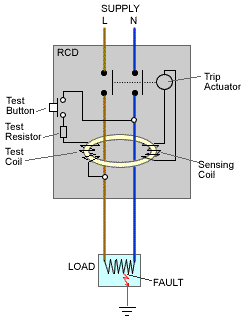 SUPPLY
L N
RCD
Trip
Actuator
Test
Button
Test
Resistor
Test
Coil
Sensing
Coil
LOAD
FAULT